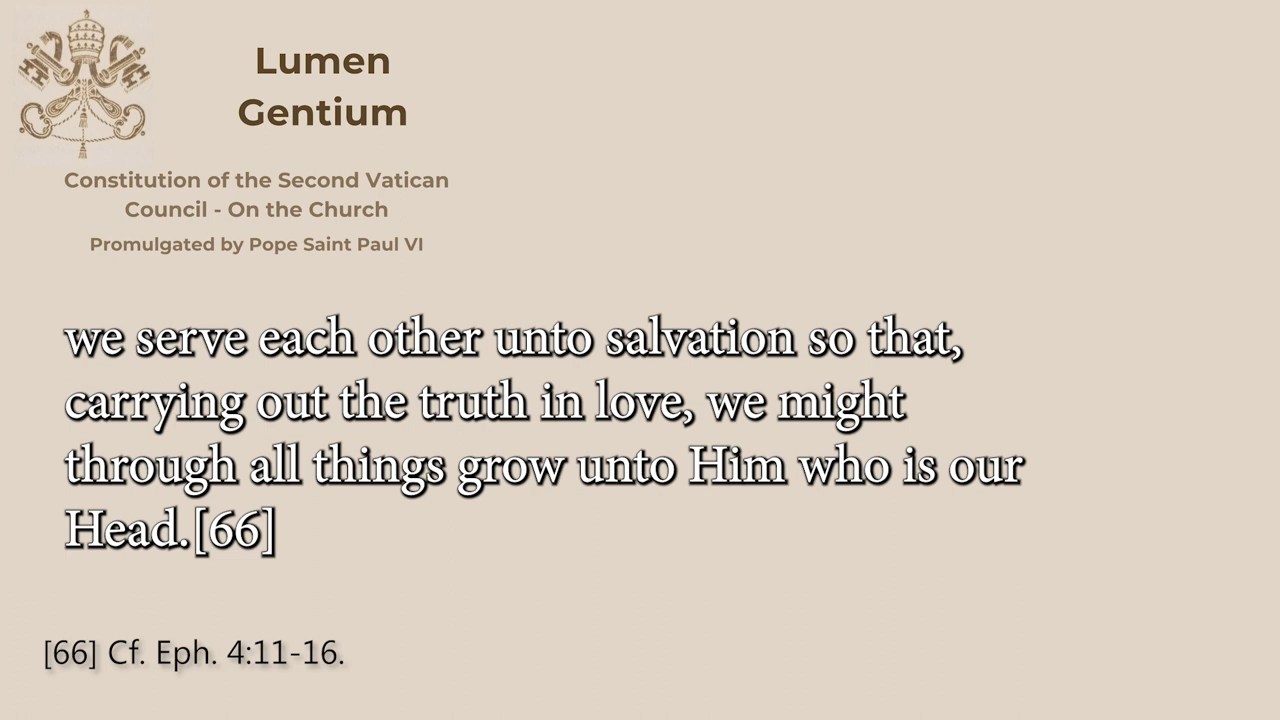 Lumen
Gentium
Constitution of the Second Vatican
Council - On the Church
Promulgated by Pope Saint Paul VI
we serve each other unto salvation so that,
carrying out the truth in love, we might
through all things grow unto Him who is our
Head.[66]
[66] Cf. Eph. 4:11-16.